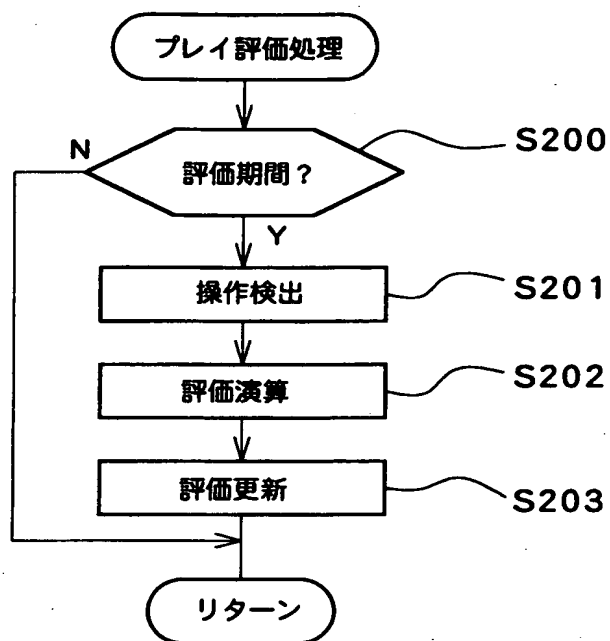 プレイ評価処理
N
評価期間？
S200
Y
操作検出
S201
評価演算
S202
評価更新
S203
リターン